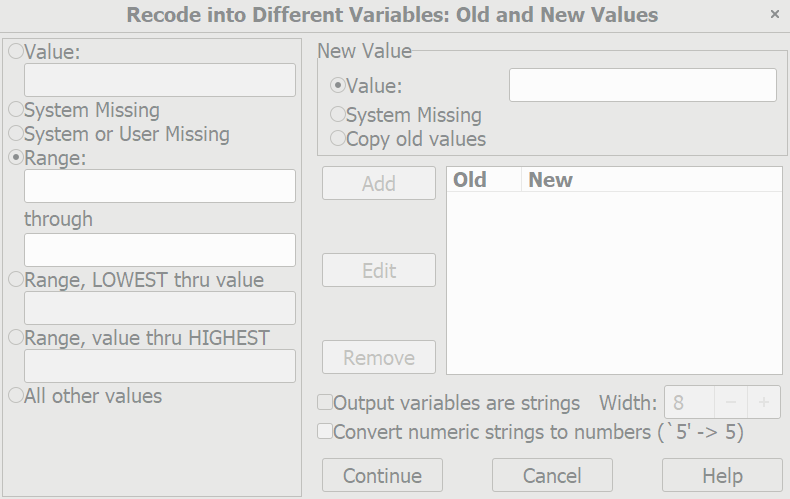 Recode into Different Variables: Old and New Values ×
Value:
System Missing
System or User Missing
Range:
through
Range, LOWEST thru value
Range, value thru HIGHEST
All other values
New Value
Value:
System Missing
Copy old values
Add
Edit
Remove
Old New
Output variables are strings Width: 8 − +
Convert numeric strings to numbers (`5' -> 5)
Continue Cancel Help